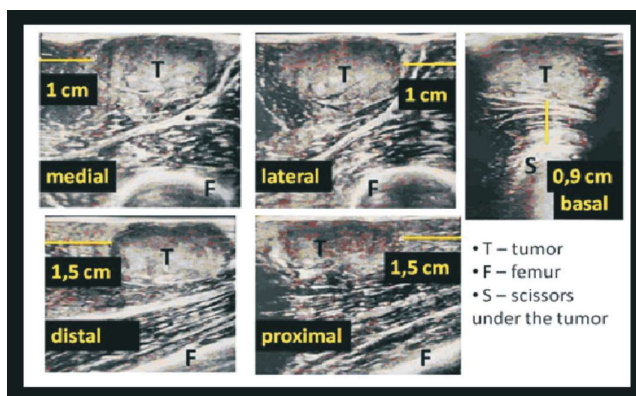 T
1 cm
medial
F
T
1 cm
lateral
F
T
S
0,9 cm
basal
T
1,5 cm
distal
F
T
1,5 cm
proximal
F
• T – tumor
• F – femur
• S – scissors
under the tumor